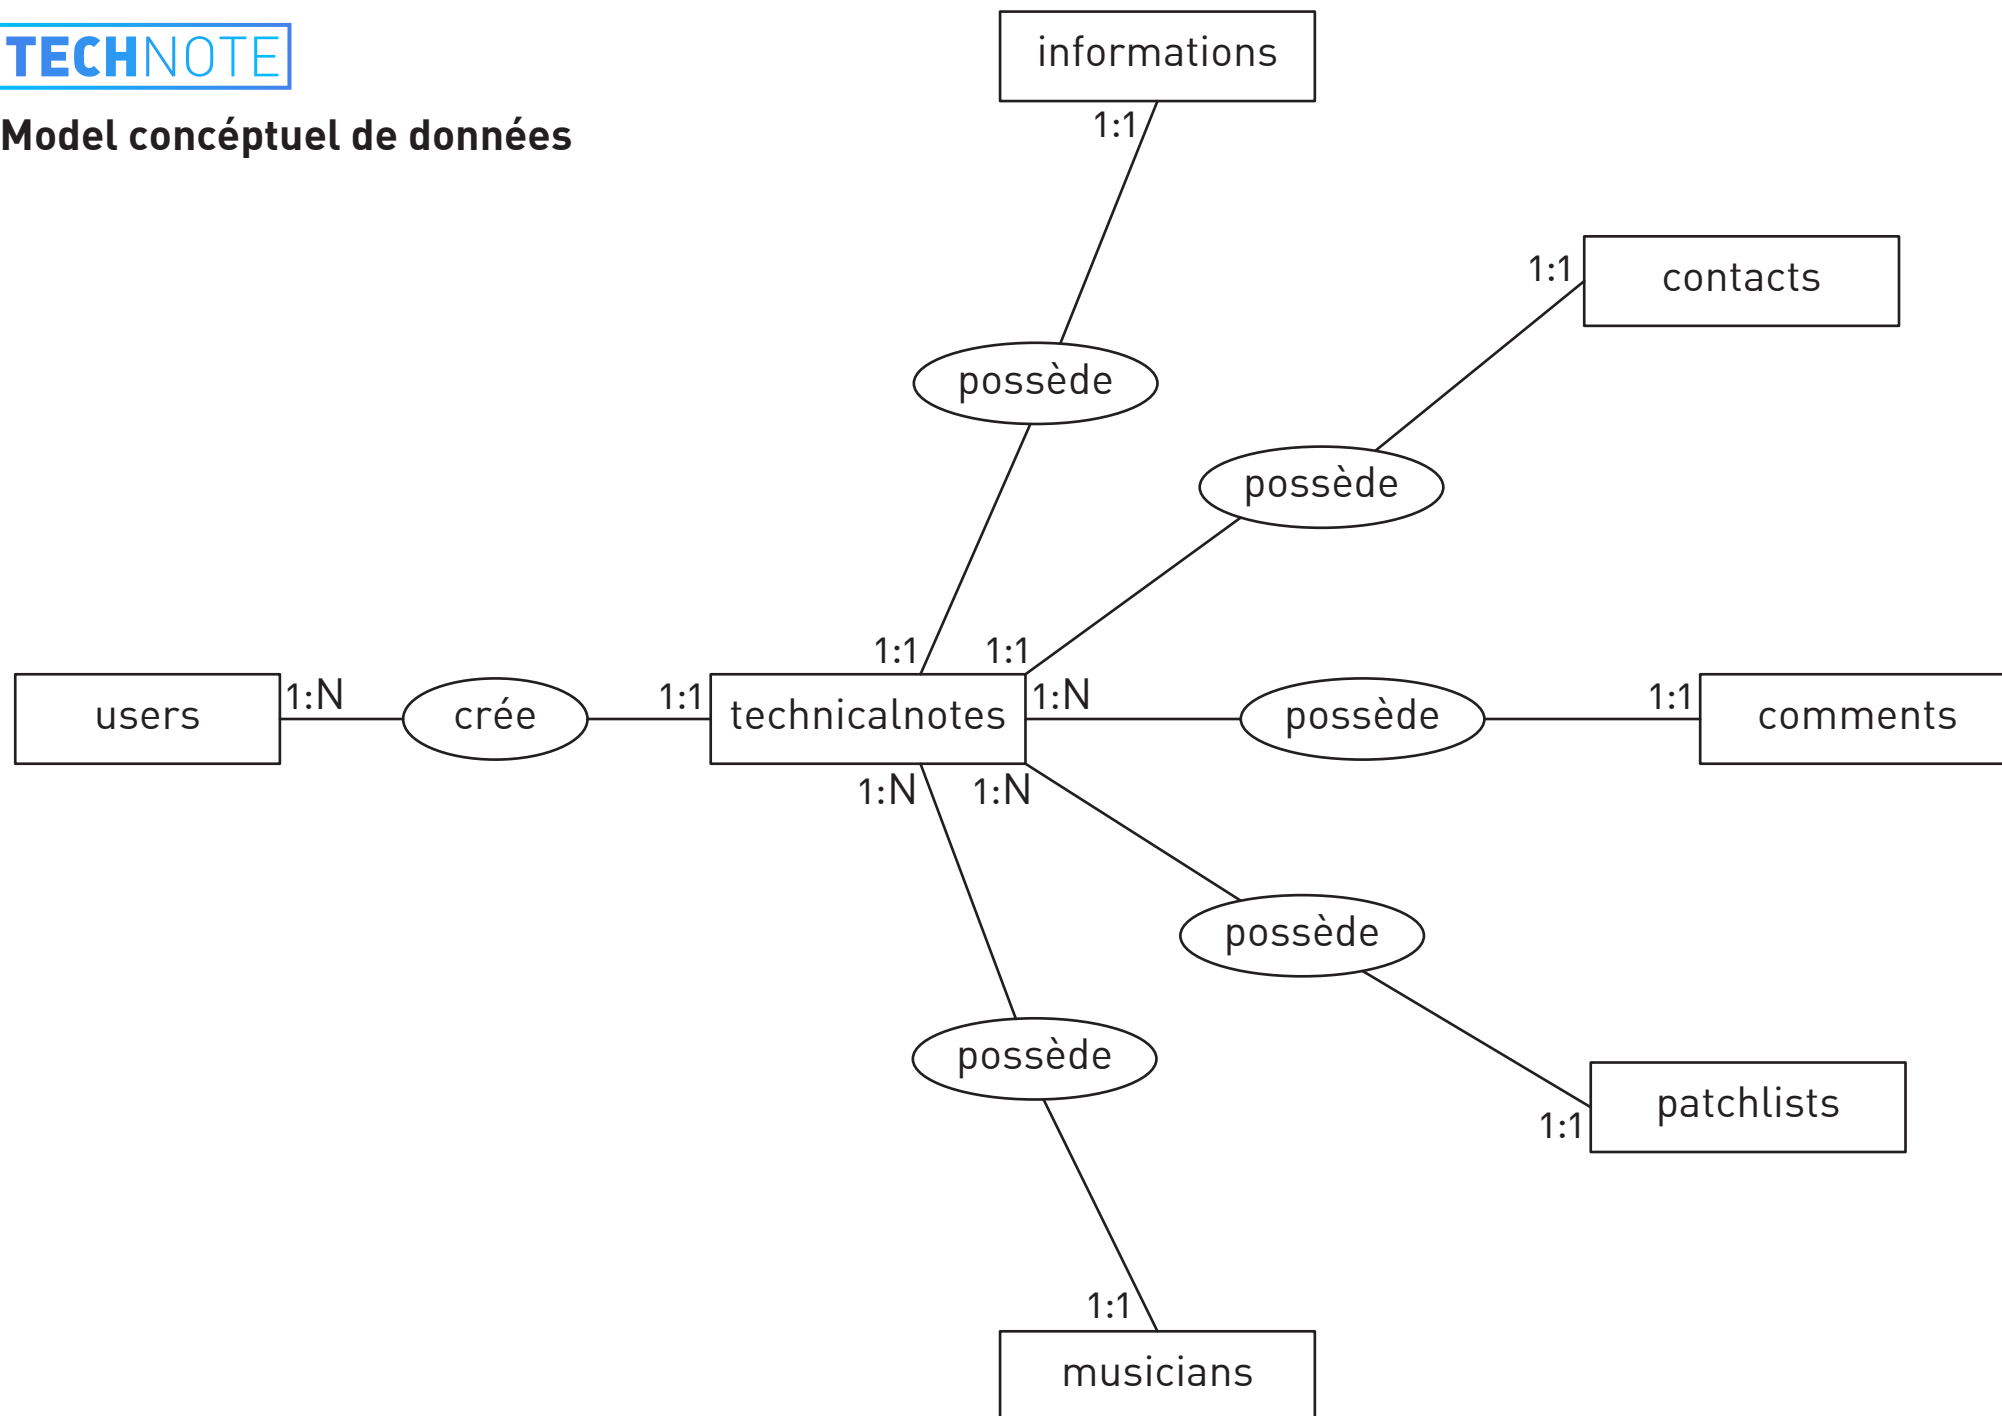 TECHNOTE
Model concéptuel de données
informations
1:1
contacts
1:1
possède
possède
1:1
1:1
users
1:N
crée
1:1
technicalnotes
1:N
possède
1:1
comments
1:N
1:N
possède
possède
patchlists
1:1
1:1
musicians